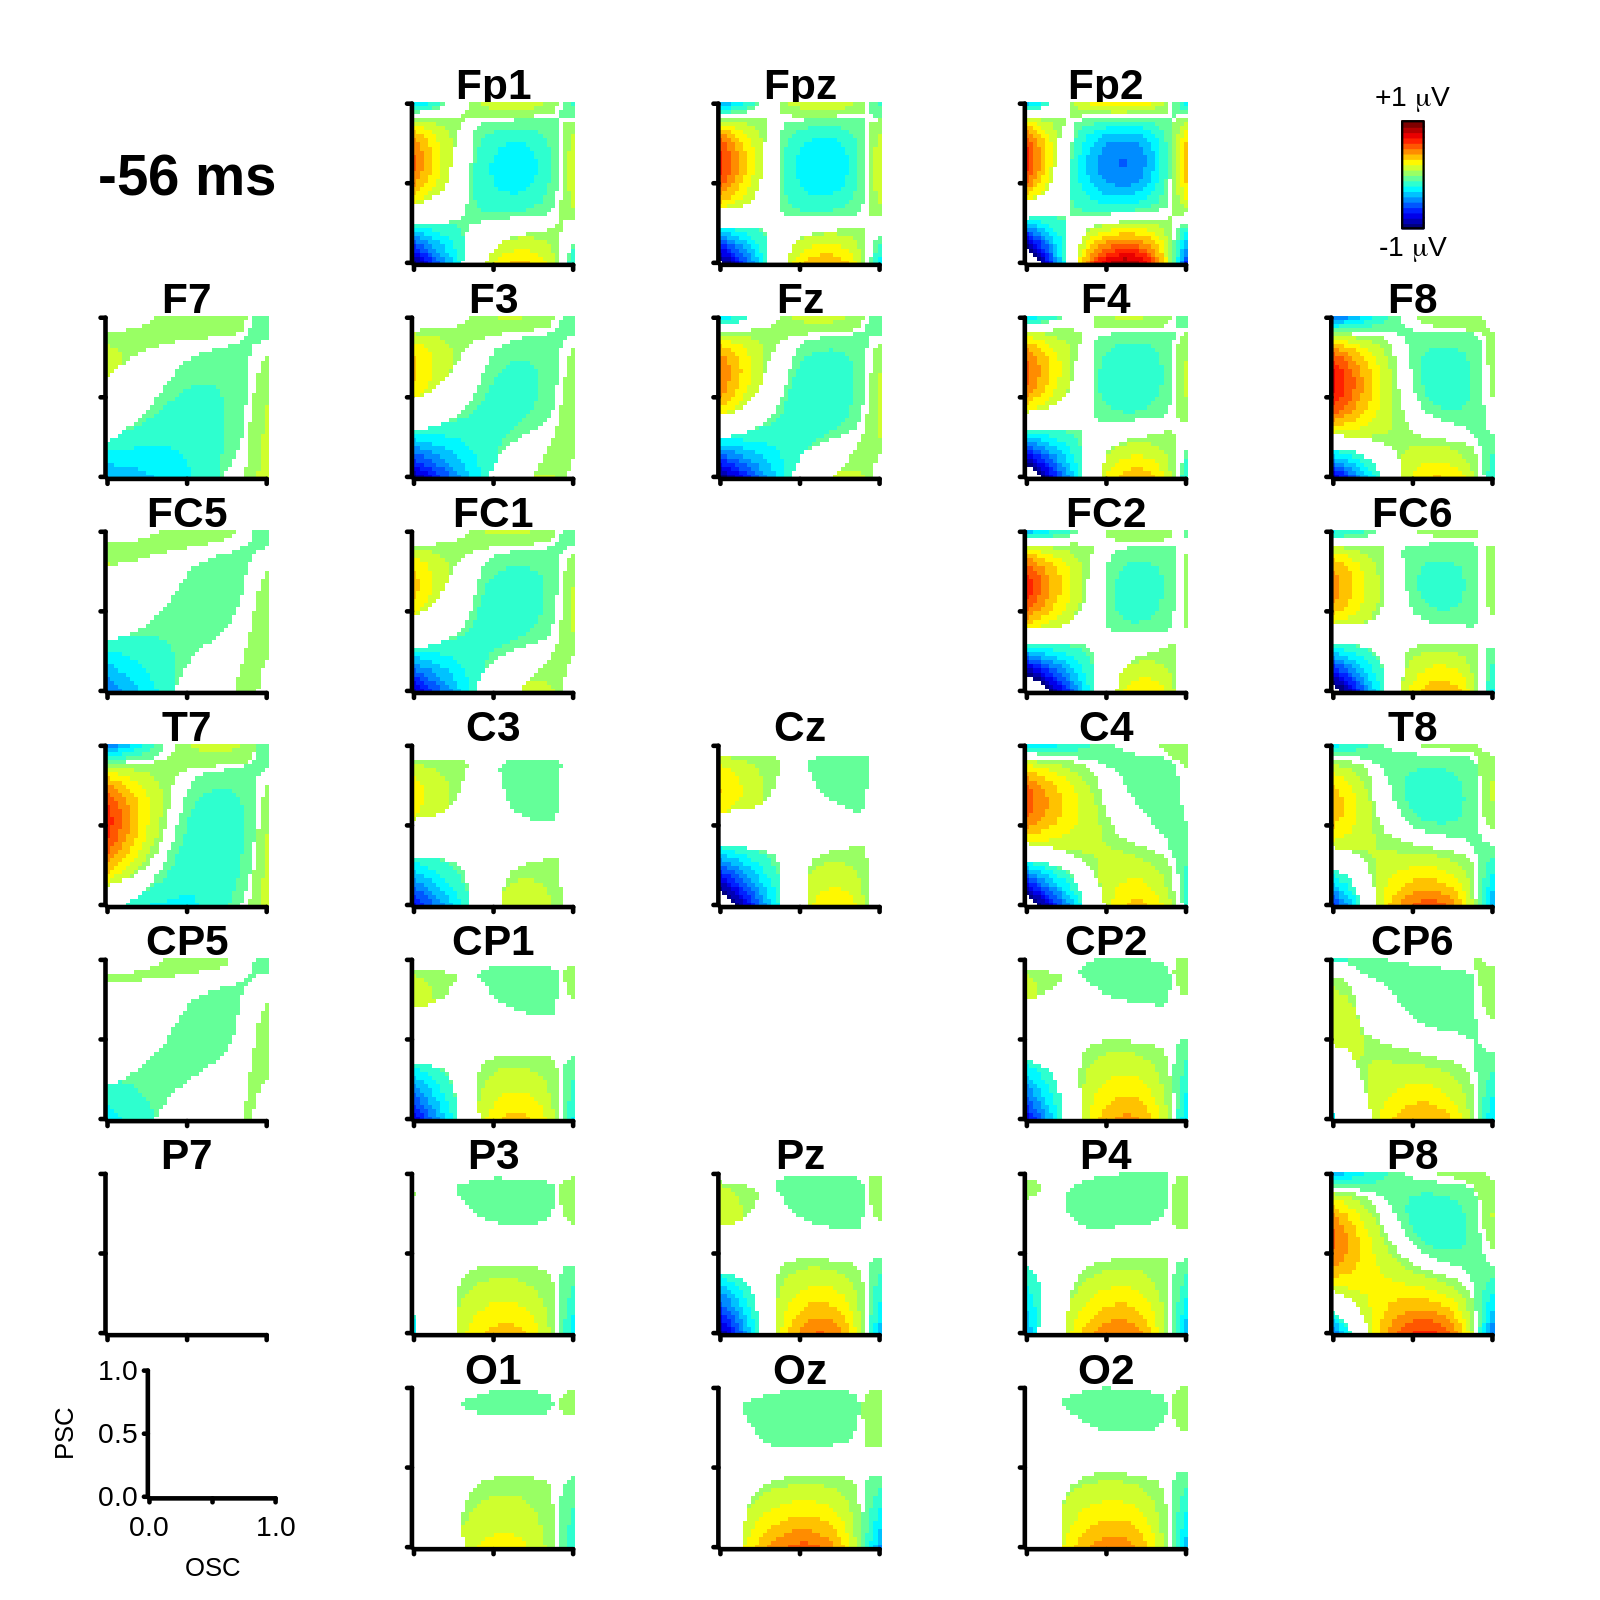 Fp1 Fpz Fp2
+1 μV
-56 ms
-1 μV
F7 F3 Fz F4 F8
FC5 FC1 FC2 FC6
T7 C3 Cz C4 T8
CP5 CP1 CP2 CP6
P7 P3 Pz P4 P8
O1 Oz O2
1.0
PSC
0.5
0.0
0.0 1.0
OSC